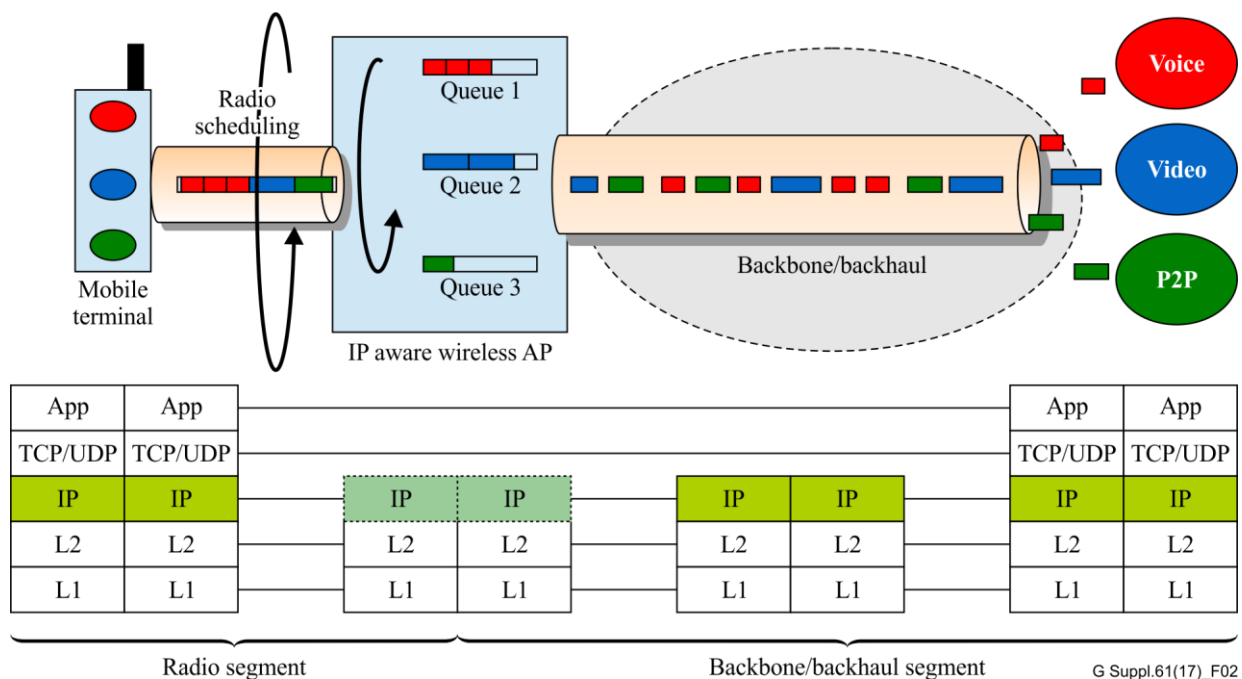 Voice
Radio
scheduling
Queue 1
Video
Queue 2
Mobile
terminal
Queue 3
Backbone/backhaul
P2P
IP aware wireless AP
App App App App
TCP/UDP TCP/UDP TCP/UDP TCP/UDP
IP IP IP IP IP IP IP IP
L2 L2 L2 L2 L2 L2 L2 L2
L1 L1 L1 L1 L1 L1 L1 L1
Radio segment
Backbone/backhaul segment
G Suppl.61(17)_F02